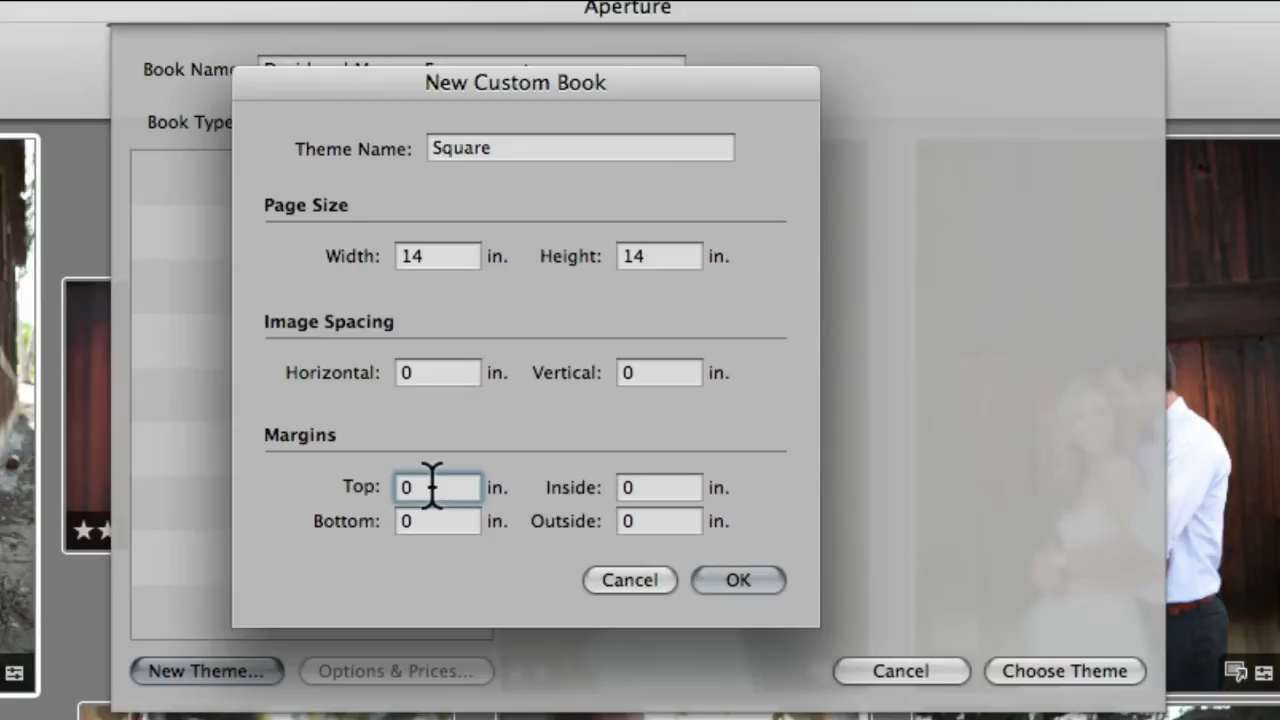 Aperture
Book Name
New Custom Book
Book Type
Theme Name: Square
Page Size
Width: 14 in. Height: 14 in.
Image Spacing
Horizontal: 0 in. Vertical: 0 in.
Margins
Top: 0 in. Inside: 0 in.
Bottom: 0 in. Outside: 0 in.
Cancel OK
New Theme... Options & Prices... Cancel Choose Theme